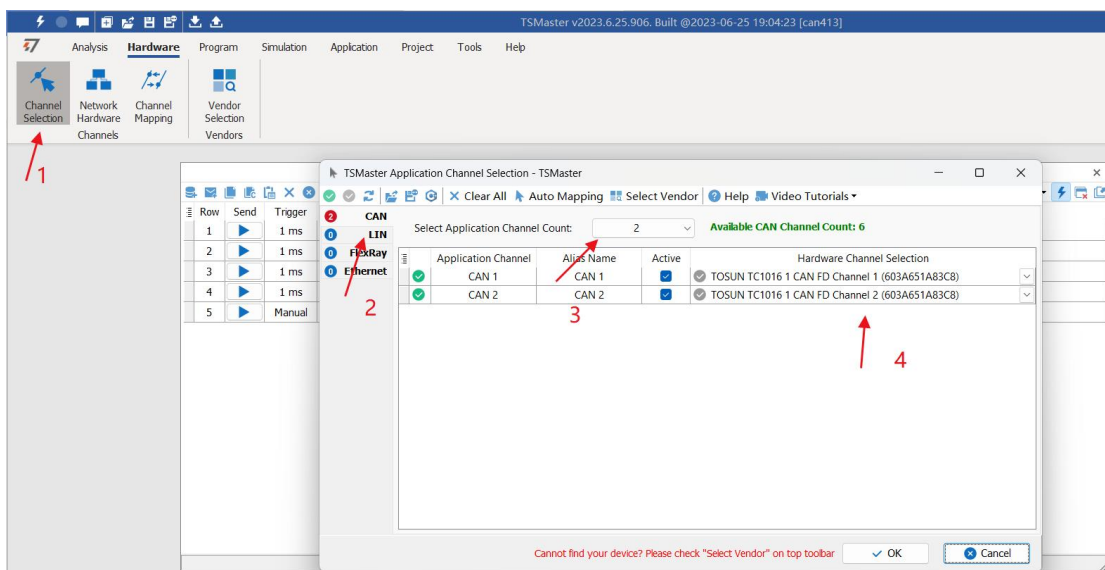 TSMaster v2023.6.25.906. Built @2023-06-25 19:04:23 [can413]
Analysis Hardware Program Simulation Application Project Tools Help
Channel Selection
Network Hardware
Channel Mapping
Vendor Selection
Channels
Vendors
1
TSMaster Application Channel Selection - TSMaster
Clear All Auto Mapping Select Vendor Help Video Tutorials
Row Send Trigger
1 1 ms
2 1 ms
3 1 ms
4 1 ms
5 Manual
2 CAN
0 LIN
0 FlexRay
0 Ethernet
2
Select Application Channel Count: 2 Available CAN Channel Count: 6
Application Channel Alias Name Active Hardware Channel Selection
CAN 1 CAN 1 TOSUN TC1016 1 CAN FD Channel 1 (603A651A83C8)
CAN 2 CAN 2 TOSUN TC1016 1 CAN FD Channel 2 (603A651A83C8)
3
4
Cannot find your device? Please check "Select Vendor" on top toolbar
OK
Cancel